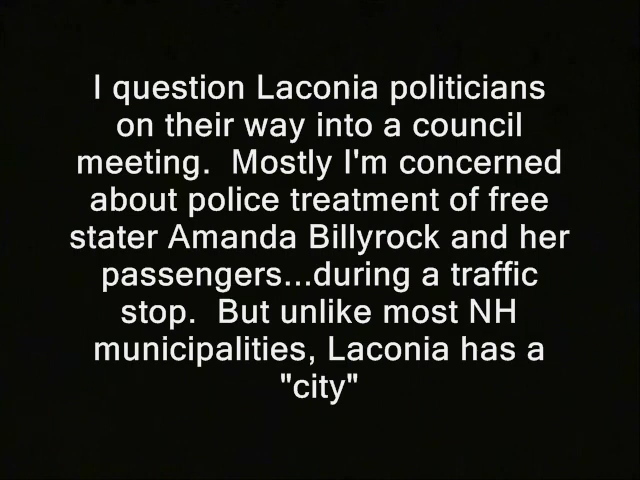 I question Laconia politicians
on their way into a council
meeting.  Mostly I'm concerned
about police treatment of free
stater Amanda Billyrock and her
passengers...during a traffic
stop.  But unlike most NH
municipalities, Laconia has a
"city"